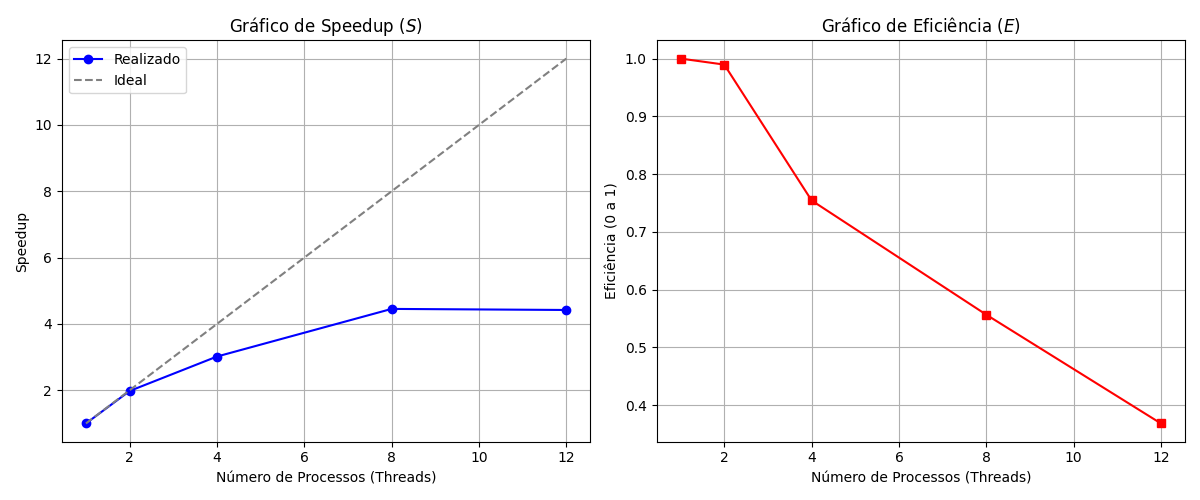 Gráfico de Speedup (S)
Realizado
Ideal
12
10
8
6
4
2
Speedup
2 4 6 8 10 12
Número de Processos (Threads)
Gráfico de Eficiência (E)
1.0
0.9
0.8
0.7
0.6
0.5
0.4
Eficiência (0 a 1)
2 4 6 8 10 12
Número de Processos (Threads)